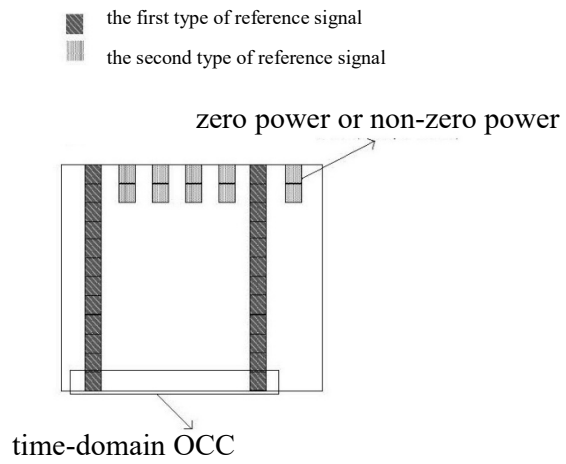 the first type of reference signal
the second type of reference signal
zero power or non-zero power
time-domain OCC